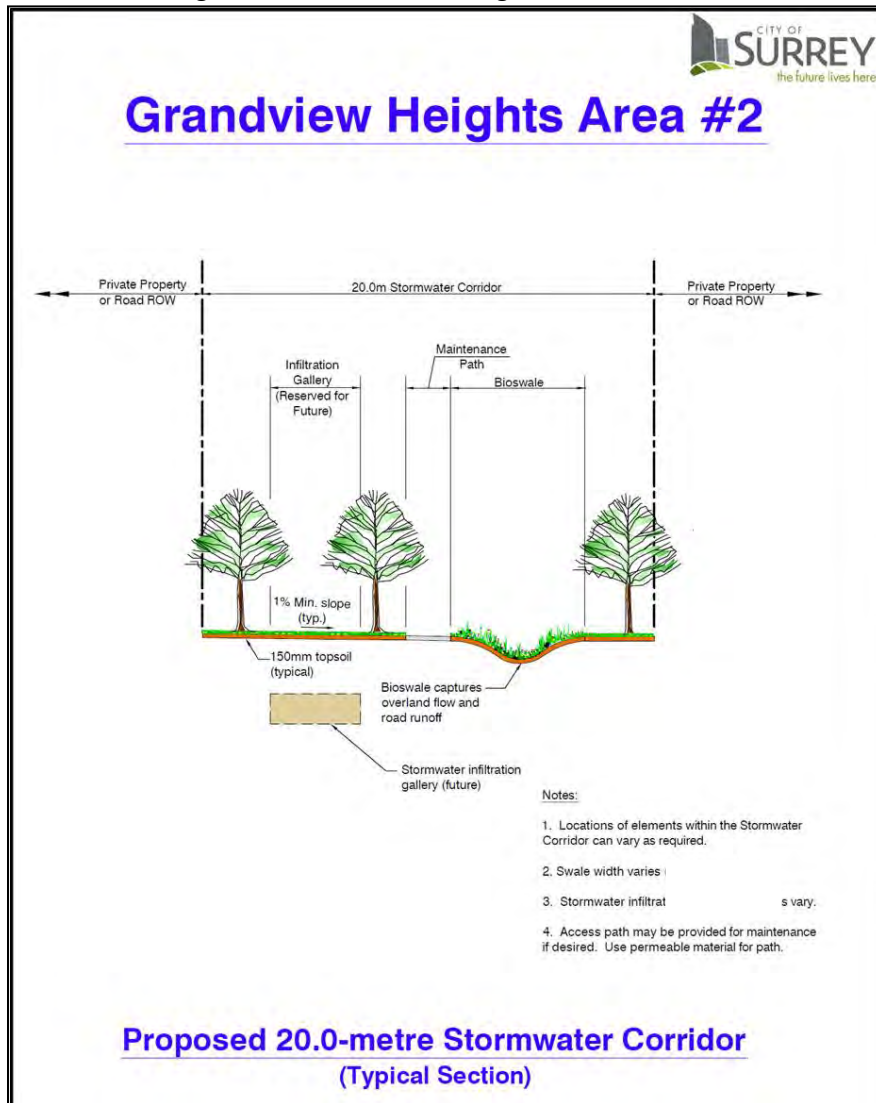 CITY OF
SURREY
the future lives here
Grandview Heights Area #2
Private Property
or Road ROW
20.0m Stormwater Corridor
Private Property
or Road ROW
Maintenance
Path
Infiltration
Gallery
(Reserved for
Future)
Bioswale
1% Min. slope
(typ.)
150mm topsoil
(typical)
Bioswale captures
overland flow and
road runoff
Stormwater infiltration
gallery (future)
Notes:
1. Locations of elements within the Stormwater
Corridor can vary as required.
2. Swale width varies
3. Stormwater infiltrat s vary.
4. Access path may be provided for maintenance
if desired. Use permeable material for path.
Proposed 20.0-metre Stormwater Corridor
(Typical Section)